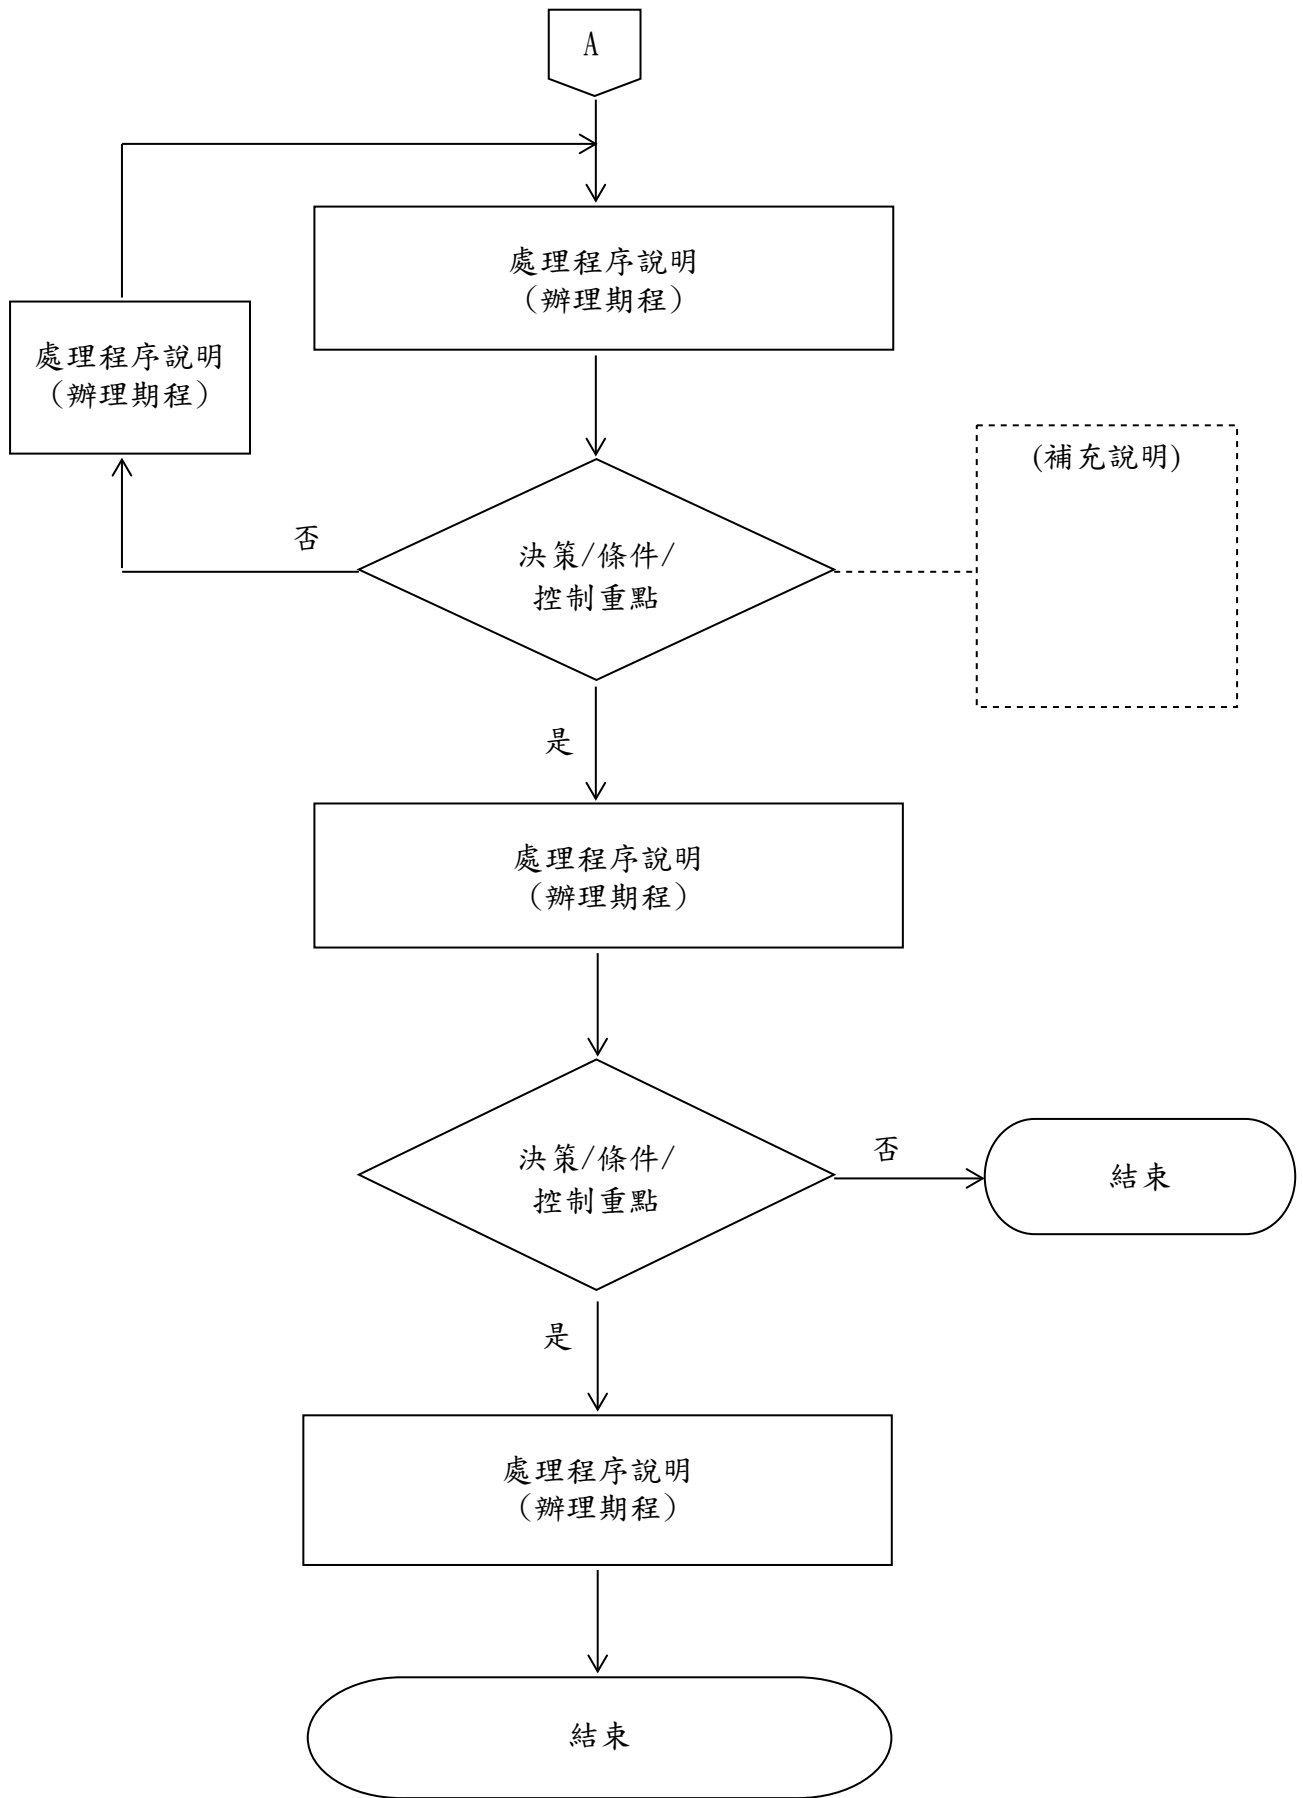 A
處理程序說明
（辦理期程）
處理程序說明
（辦理期程）
(補充說明)
否
決策/條件/
控制重點
是
處理程序說明
（辦理期程）
決策/條件/
控制重點
否
結束
是
處理程序說明
（辦理期程）
結束